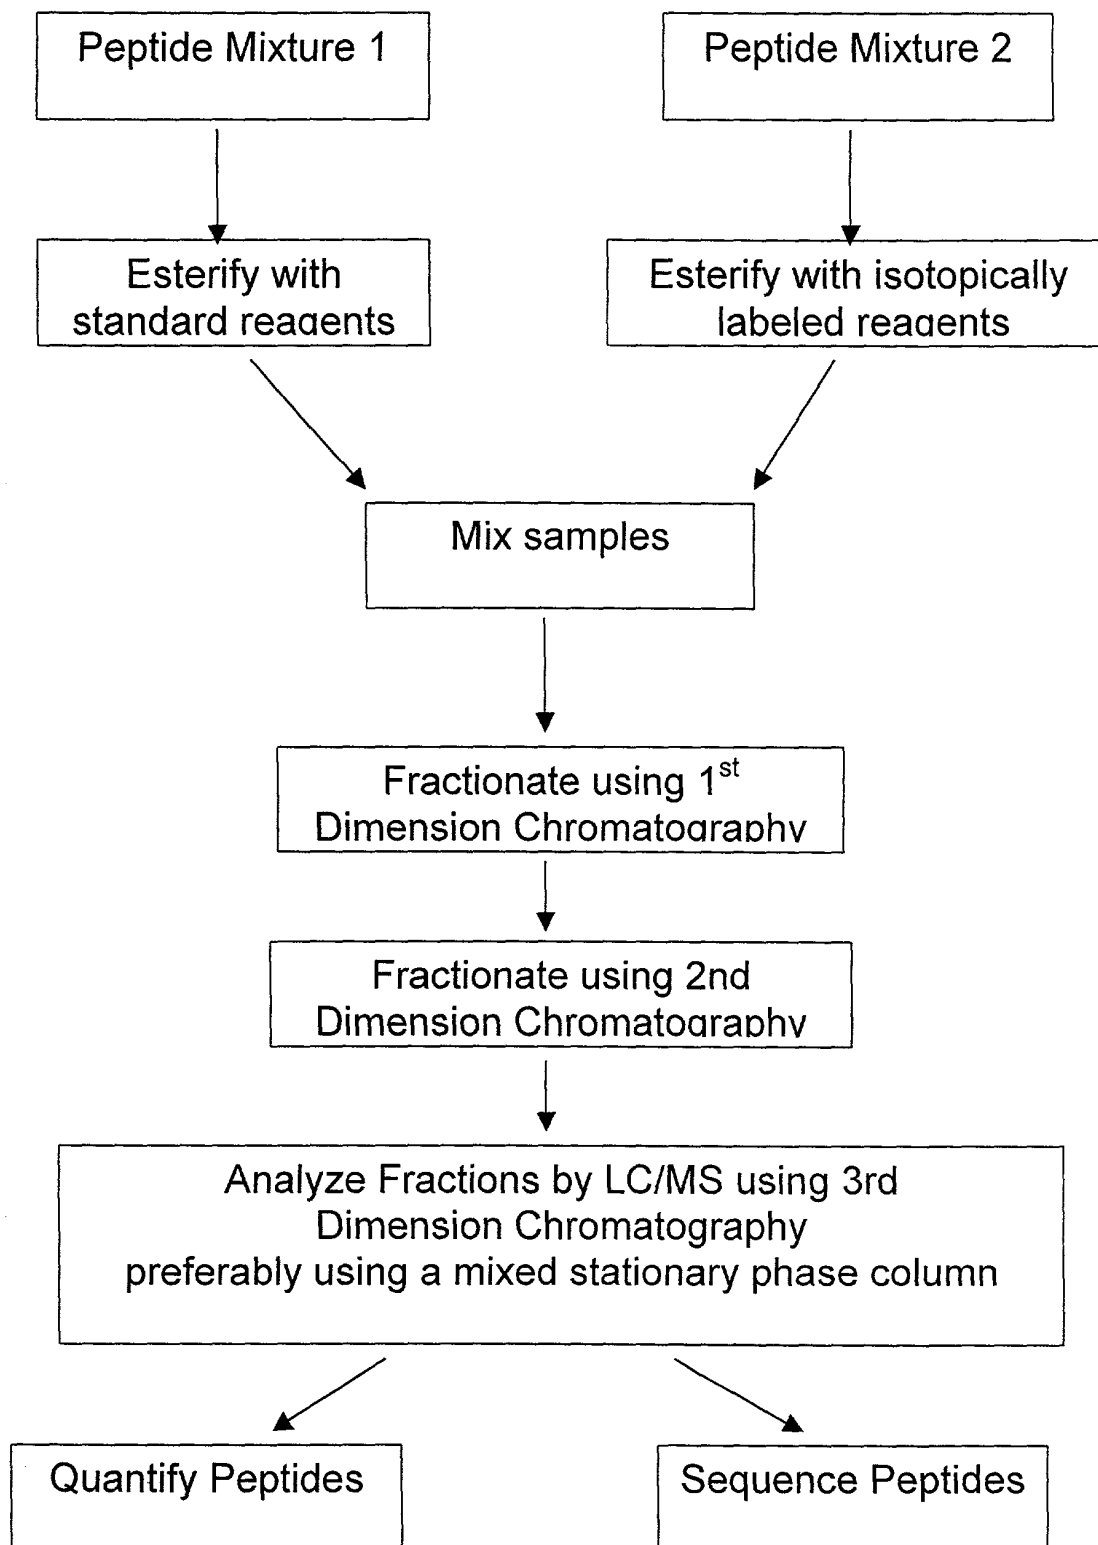 Peptide Mixture 1
Peptide Mixture 2
Esterify with
standard reagents
Esterify with isotopically
labeled reagents
Mix samples
Fractionate using 1st
Dimension Chromatography
Fractionate using 2nd
Dimension Chromatography
Analyze Fractions by LC/MS using 3rd
Dimension Chromatography
preferably using a mixed stationary phase column
Quantify Peptides
Sequence Peptides